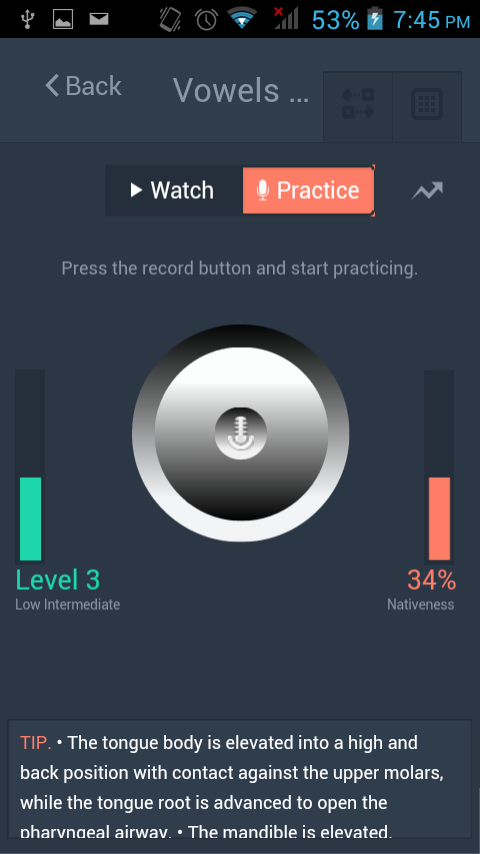 53% 7:45 PM
Back Vowels ...
Watch Practice
Press the record button and start practicing.
Level 3 34%
Low Intermediate Nativeness
TIP. • The tongue body is elevated into a high and
back position with contact against the upper molars,
while the tongue root is advanced to open the
pharyngeal airway. • The mandible is elevated.